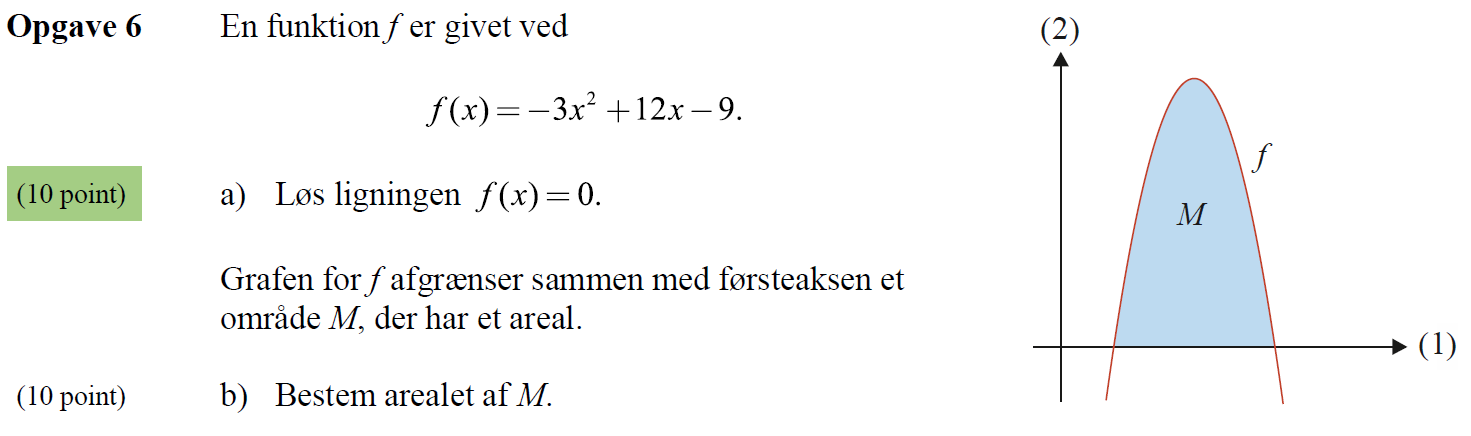 Opgave 6 En funktion f er givet ved
f(x) = −3x² + 12x − 9.
(10 point) a) Løs ligningen f(x) = 0.
Grafen for f afgrænser sammen med førsteaksen et
område M, der har et areal.
(10 point) b) Bestem arealet af M.
(2)
f
M
(1)